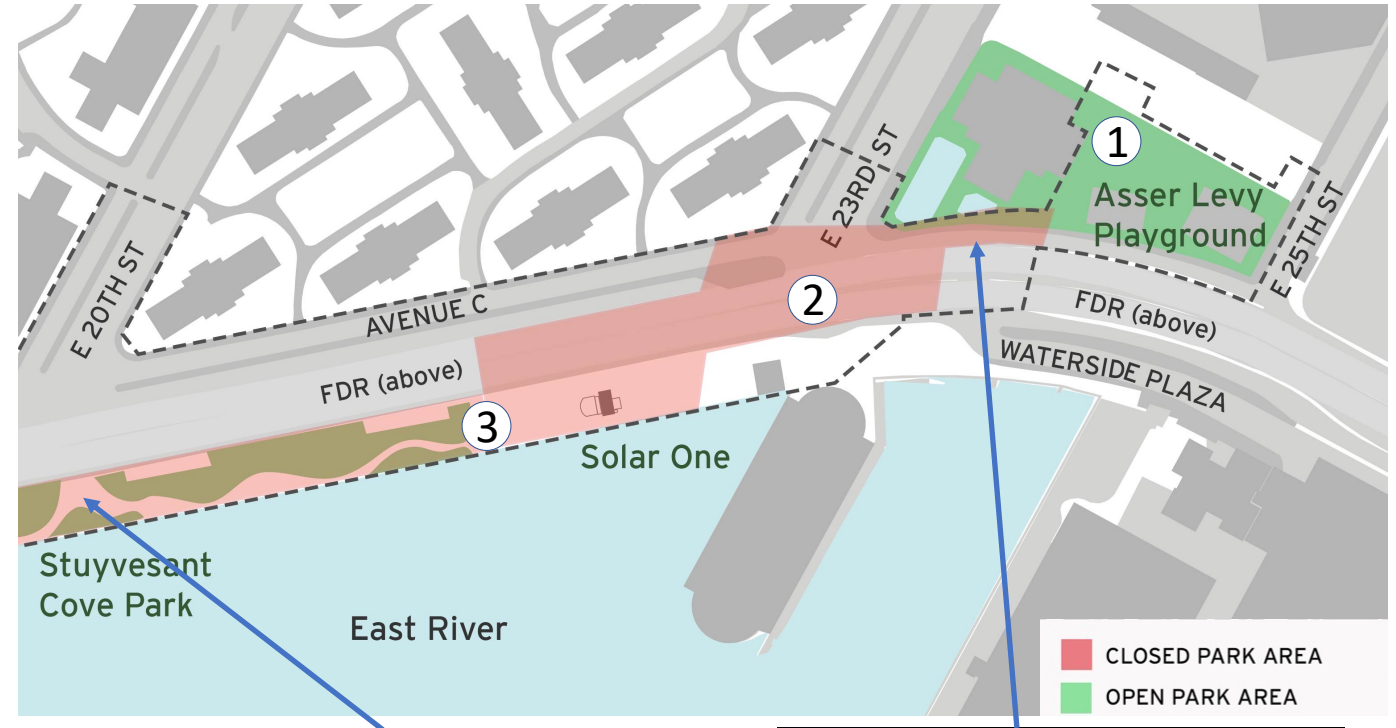 1
E 23RD ST
Asser Levy
Playground
E 25TH ST
E 20TH ST
2
AVENUE C
FDR (above)
FDR (above)
WATERSIDE PLAZA
3
Solar One
Stuyvesant
Cove Park
East River
CLOSED PARK AREA
OPEN PARK AREA